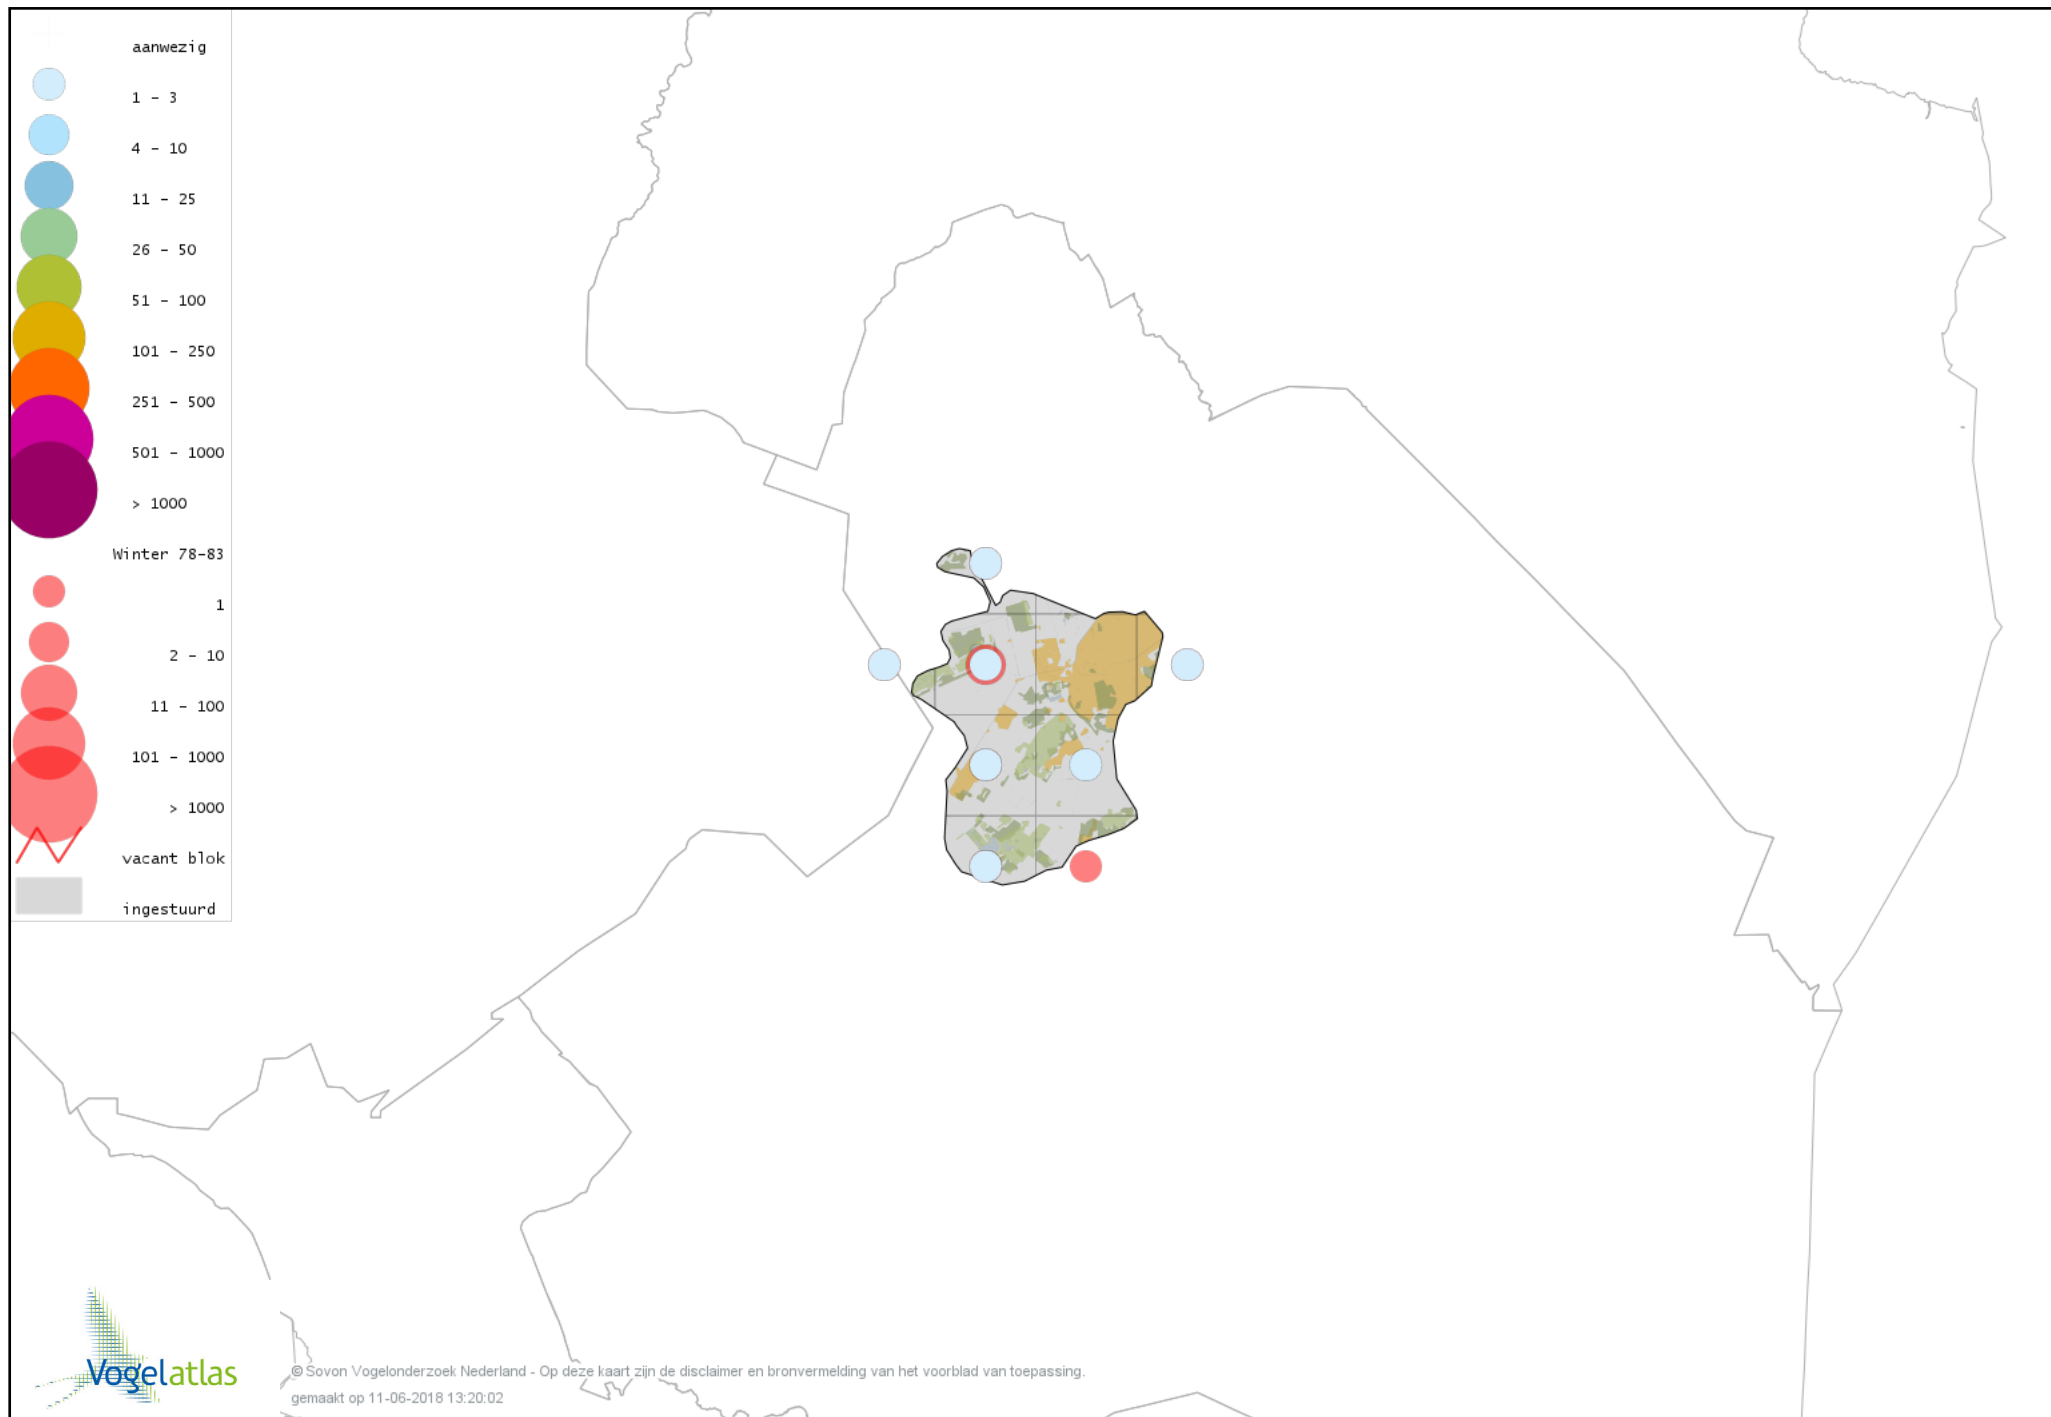 aanwezig
1 - 3
4 - 10
11 - 25
26 - 50
51 - 100
101 - 250
251 - 500
501 - 1000
> 1000
Winter 78-83
1
2 - 10
11 - 100
101 - 1000
> 1000
vacant blok
ingestuurd
Vogelatlas
© Sovon Vogelonderzoek Nederland - Op deze kaart zijn de disclaimer en bronvermelding van het voorblad van toepassing.
gemaakt op 11-06-2018 13:20:02